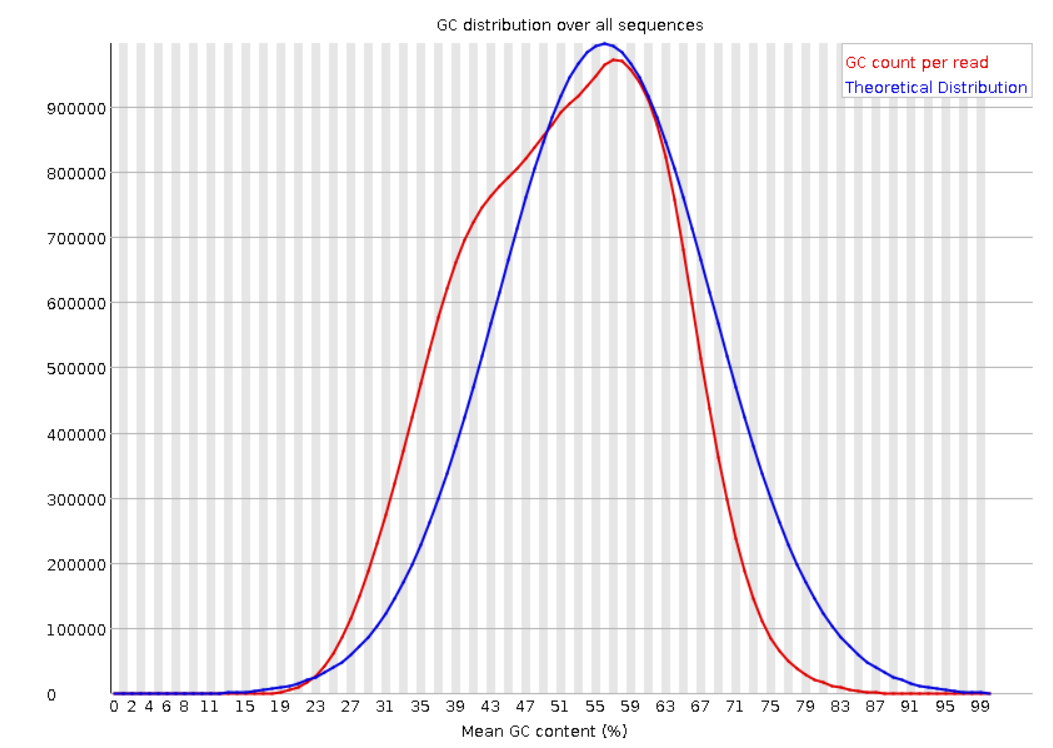 GC distribution over all sequences
GC count per read
Theoretical Distribution
900000
800000
700000
600000
500000
400000
300000
200000
100000
0
0 2 4 6 8 11 15 19 23 27 31 35 39 43 47 51 55 59 63 67 71 75 79 83 87 91 95 99
Mean GC content (%)